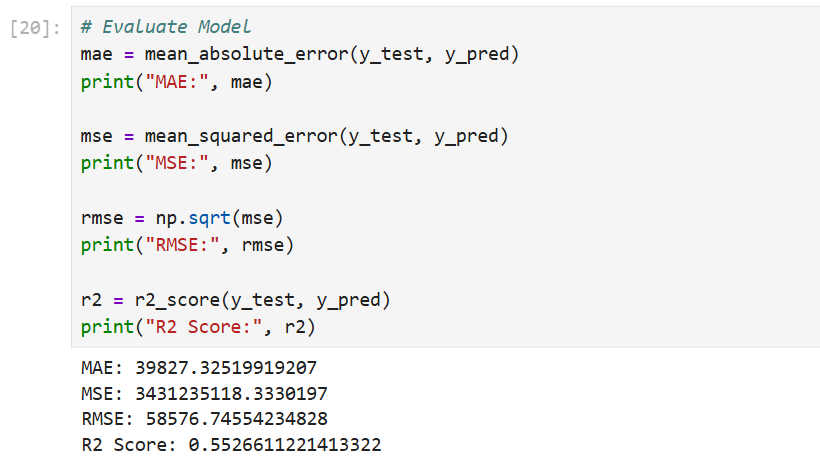 [20]:
# Evaluate Model
mae = mean_absolute_error(y_test, y_pred)
print("MAE:", mae)
mse = mean_squared_error(y_test, y_pred)
print("MSE:", mse)
rmse = np.sqrt(mse)
print("RMSE:", rmse)
r2 = r2_score(y_test, y_pred)
print("R2 Score:", r2)
MAE: 39827.32519919207
MSE: 3431235118.3330197
RMSE: 58576.74554234828
R2 Score: 0.5526611221413322